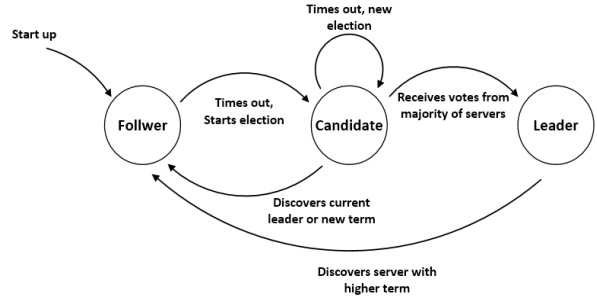 Times out, new
election
Start up
Follwer
Times out,
Starts election
Candidate
Receives votes from
majority of servers
Leader
Discovers current
leader or new term
Discovers server with
higher term